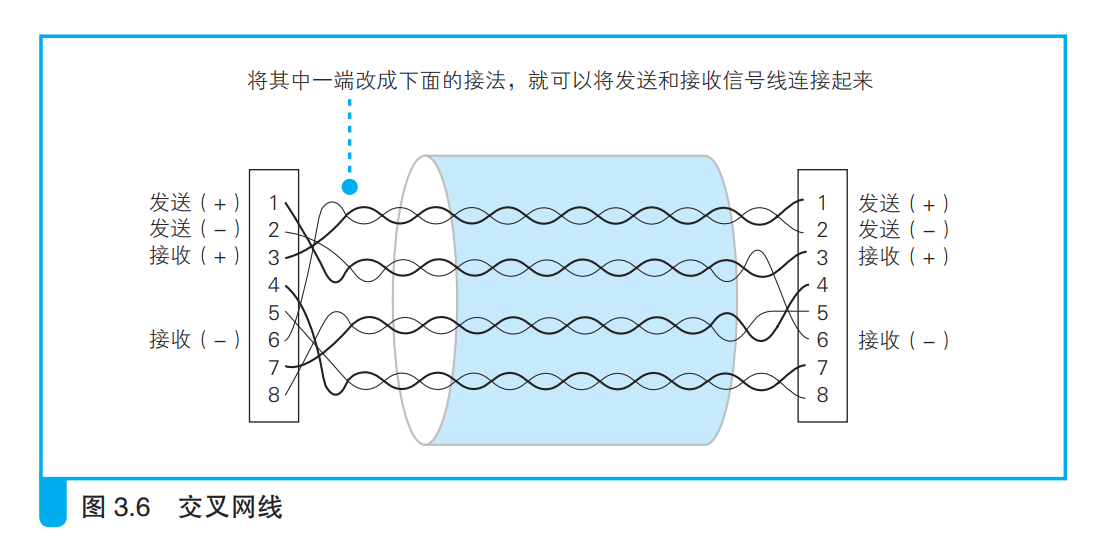 将其中一端改成下面的接法，就可以将发送和接收信号线连接起来
发送（+） 1 1 发送（+）
发送（−） 2 2 发送（−）
接收（+） 3 3 接收（+）
4 4
5 5
接收（−） 6 6 接收（−）
7 7
8 8
图 3.6 交叉网线